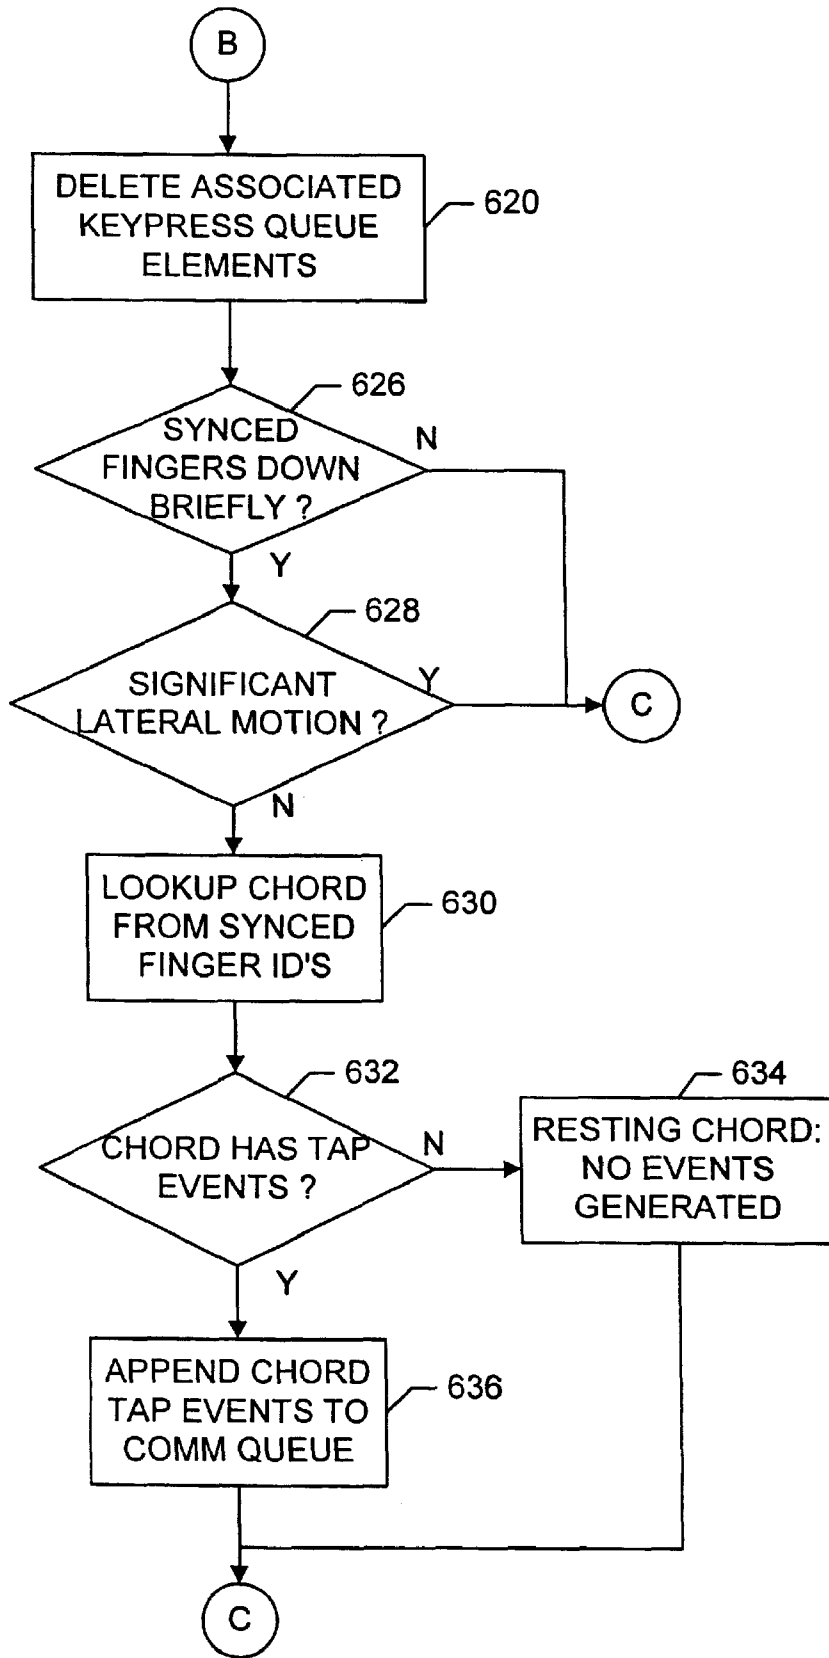 B
DELETE ASSOCIATED
KEYPRESS QUEUE
ELEMENTS
620
626
SYNCED
FINGERS DOWN
BRIEFLY ?
N
Y
628
SIGNIFICANT
LATERAL MOTION ?
Y
C
N
LOOKUP CHORD
FROM SYNCED
FINGER ID'S
630
632
CHORD HAS TAP
EVENTS ?
N
634
RESTING CHORD:
NO EVENTS
GENERATED
Y
APPEND CHORD
TAP EVENTS TO
COMM QUEUE
636
C